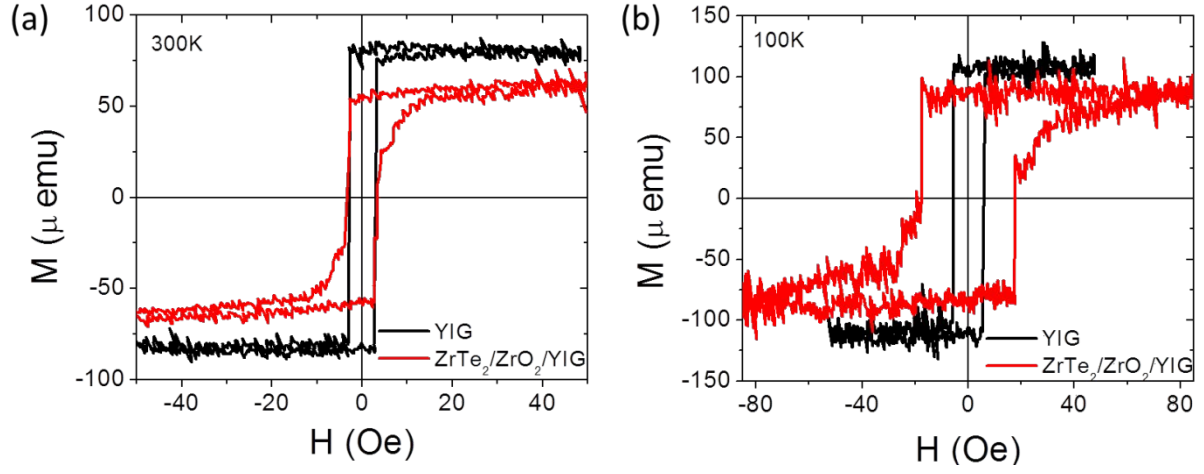 (a)
300K
100
50
0
-50
-100
M (μ emu)
YIG
ZrTe₂/ZrO₂/YIG
-40 -20 0 20 40
H (Oe)
(b)
100K
150
100
50
0
-50
-100
-150
M (μ emu)
YIG
ZrTe₂/ZrO₂/YIG
-80 -40 0 40 80
H (Oe)